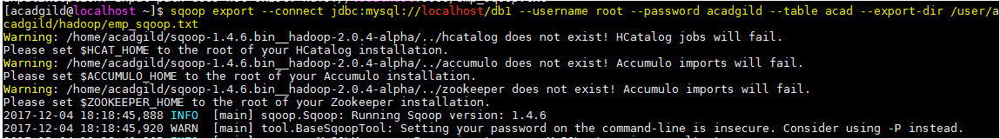 [acadgild@localhost ~]$ sqoop export --connect jdbc:mysql://localhost/db1 --username root --password acadgild --table acad --export-dir /user/a
cadgild/hadoop/emp_sqoop.txt
Warning: /home/acadgild/sqoop-1.4.6.bin__hadoop-2.0.4-alpha/../hcatalog does not exist! HCatalog jobs will fail.
Please set $HCAT_HOME to the root of your HCatalog installation.
Warning: /home/acadgild/sqoop-1.4.6.bin__hadoop-2.0.4-alpha/../accumulo does not exist! Accumulo imports will fail.
Please set $ACCUMULO_HOME to the root of your Accumulo installation.
Warning: /home/acadgild/sqoop-1.4.6.bin__hadoop-2.0.4-alpha/../zookeeper does not exist! Accumulo imports will fail.
Please set $ZOOKEEPER_HOME to the root of your Zookeeper installation.
2017-12-04 18:18:45,888 INFO  [main] sqoop.Sqoop: Running Sqoop version: 1.4.6
2017-12-04 18:18:45,920 WARN  [main] tool.BaseSqoopTool: Setting your password on the command-line is insecure. Consider using -P instead.